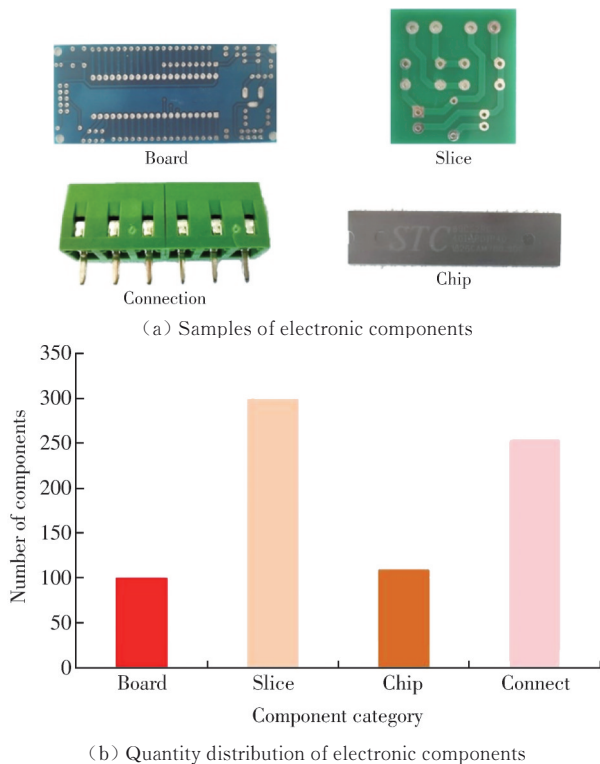 Board
Slice
Connection
STC
Chip
(a) Samples of electronic components
350
300
250
200
150
100
50
0
Number of components
Board Slice Chip Connect
Component category
(b) Quantity distribution of electronic components